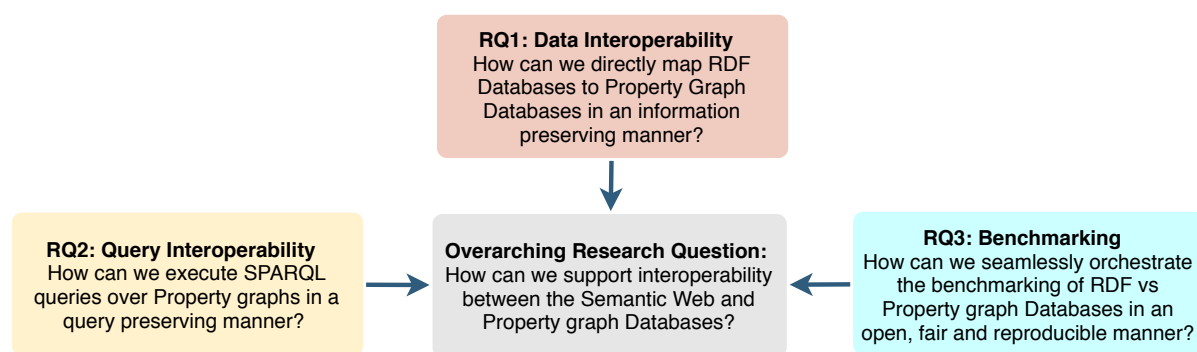 RQ1: Data Interoperability
How can we directly map RDF
Databases to Property Graph
Databases in an information
preserving manner?
RQ2: Query Interoperability
How can we execute SPARQL
queries over Property graphs in a
query preserving manner?
Overarching Research Question:
How can we support interoperability
between the Semantic Web and
Property graph Databases?
RQ3: Benchmarking
How can we seamlessly orchestrate
the benchmarking of RDF vs
Property graph Databases in an
open, fair and reproducible manner?